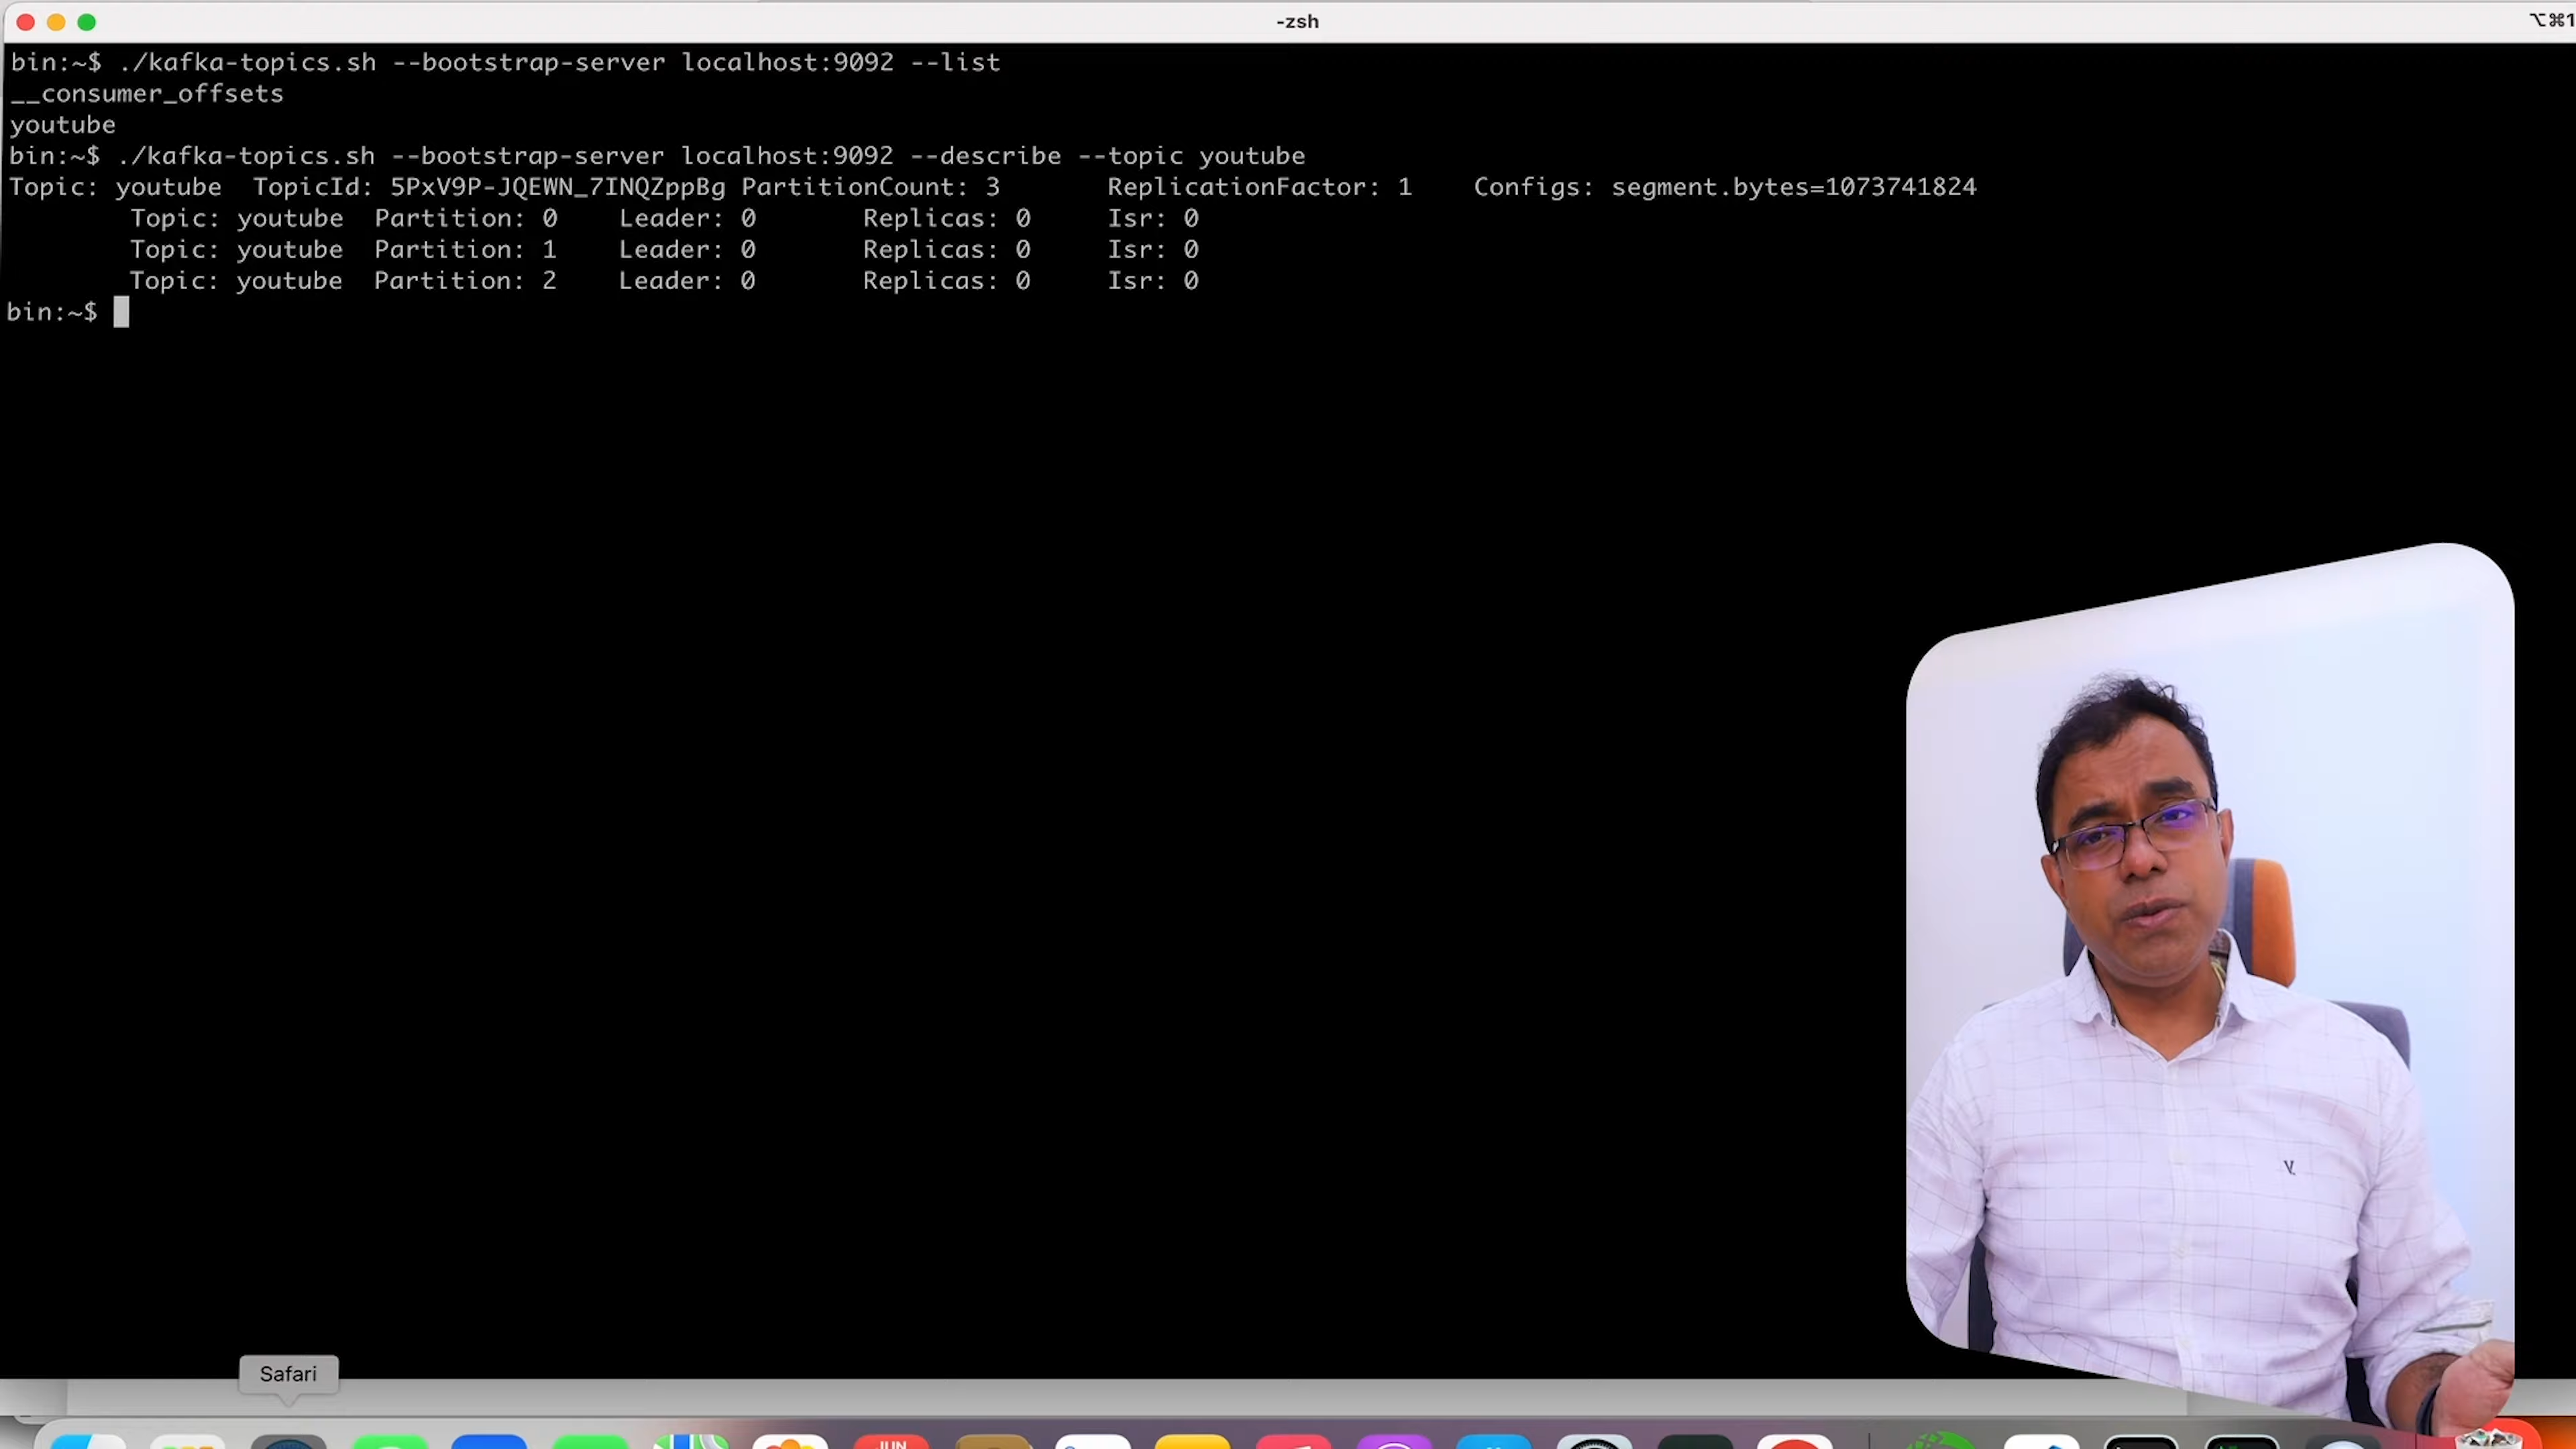 -zsh
⌥⌘1
bin:~$ ./kafka-topics.sh --bootstrap-server localhost:9092 --list
__consumer_offsets
youtube
bin:~$ ./kafka-topics.sh --bootstrap-server localhost:9092 --describe --topic youtube
Topic: youtube TopicId: 5PxV9P-JQEWN_7INQZppBg PartitionCount: 3 ReplicationFactor: 1 Configs: segment.bytes=1073741824
Topic: youtube Partition: 0 Leader: 0 Replicas: 0 Isr: 0
Topic: youtube Partition: 1 Leader: 0 Replicas: 0 Isr: 0
Topic: youtube Partition: 2 Leader: 0 Replicas: 0 Isr: 0
bin:~$
Safari
JUN